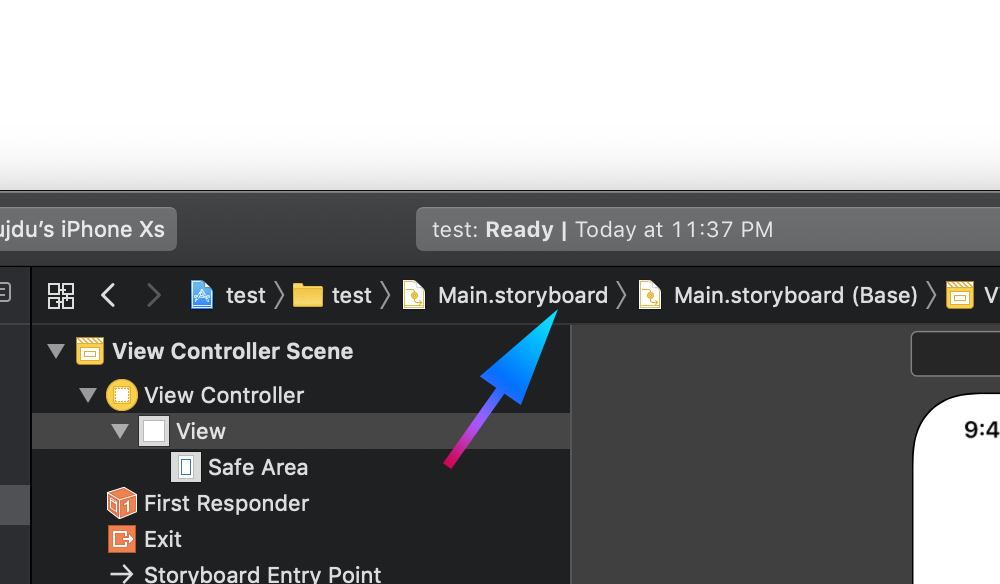 iPhone Xs
test: Ready | Today at 11:37 PM
test test Main.storyboard Main.storyboard (Base)
View Controller Scene
View Controller
9:4
View
Safe Area
First Responder
Exit
Storyboard Entry Point